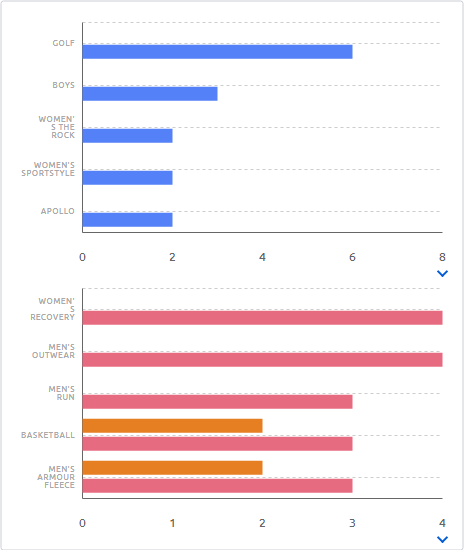 GOLF
BOYS
WOMEN'
S THE
ROCK
WOMEN'S
SPORTSTYLE
APOLLO
0 2 4 6 8
WOMEN'
S
RECOVERY
MEN'S
OUTWEAR
MEN'S
RUN
BASKETBALL
MEN'S
ARMOUR
FLEECE
0 1 2 3 4